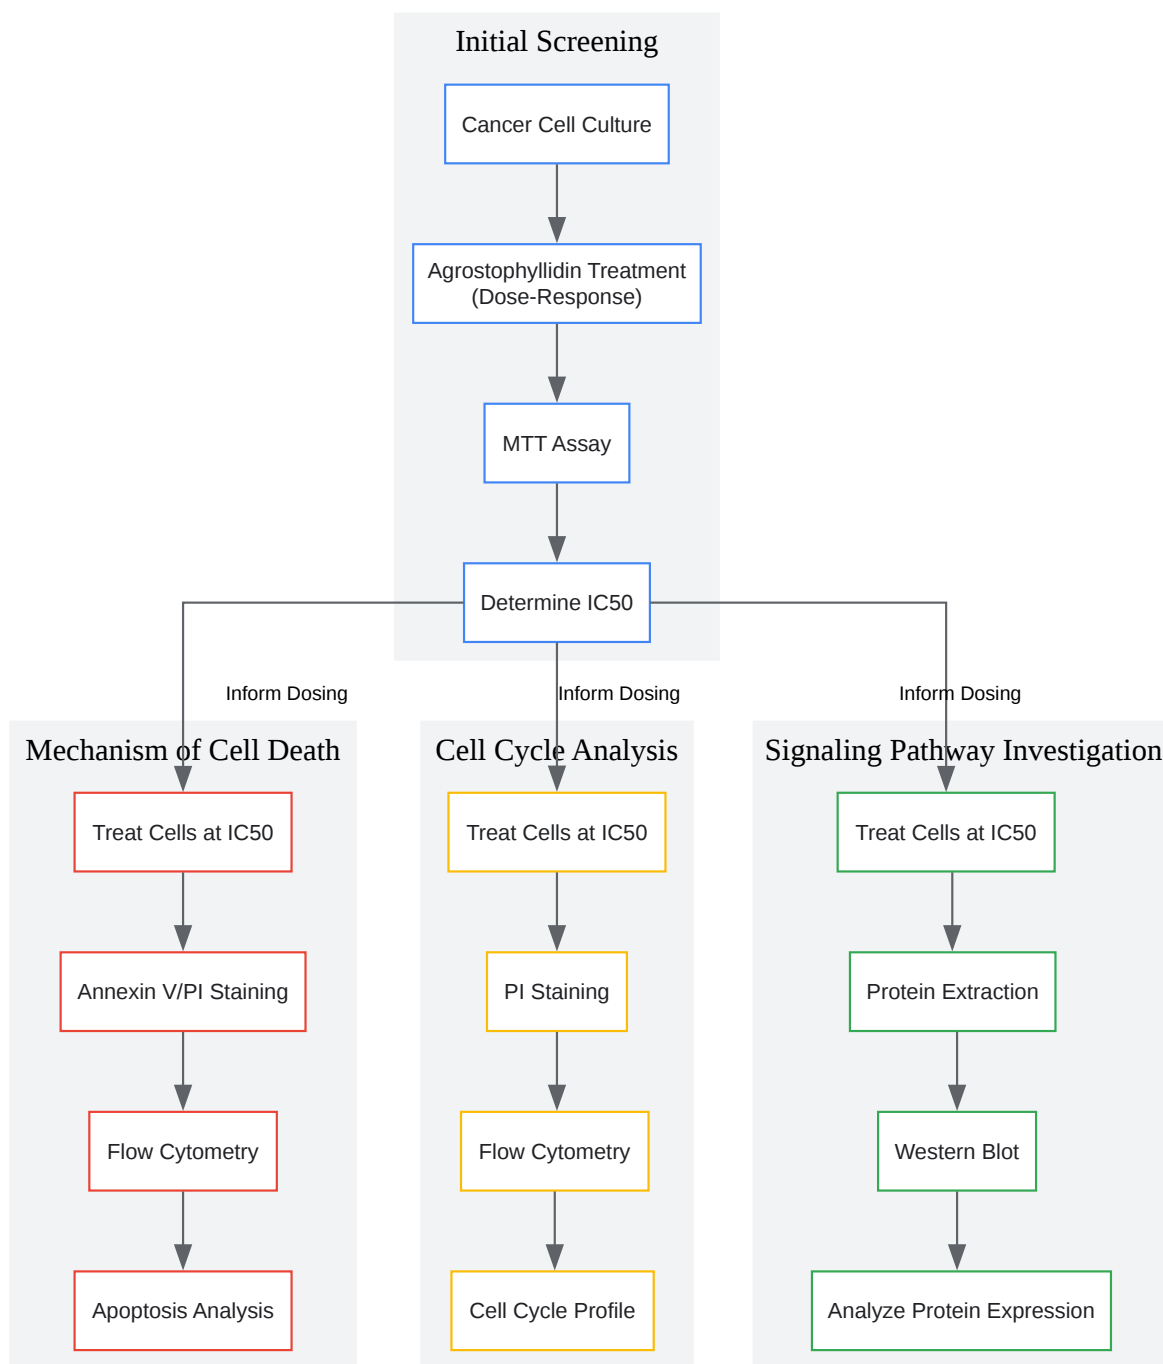 Initial Screening
Cancer Cell Culture
Agrostophyllidin Treatment
(Dose-Response)
MTT Assay
Determine IC50
Inform Dosing
Inform Dosing
Inform Dosing
Mechanism of Cell Death
Treat Cells at IC50
Annexin V/PI Staining
Flow Cytometry
Apoptosis Analysis
Cell Cycle Analysis
Treat Cells at IC50
PI Staining
Flow Cytometry
Cell Cycle Profile
Signaling Pathway Investigation
Treat Cells at IC50
Protein Extraction
Western Blot
Analyze Protein Expression